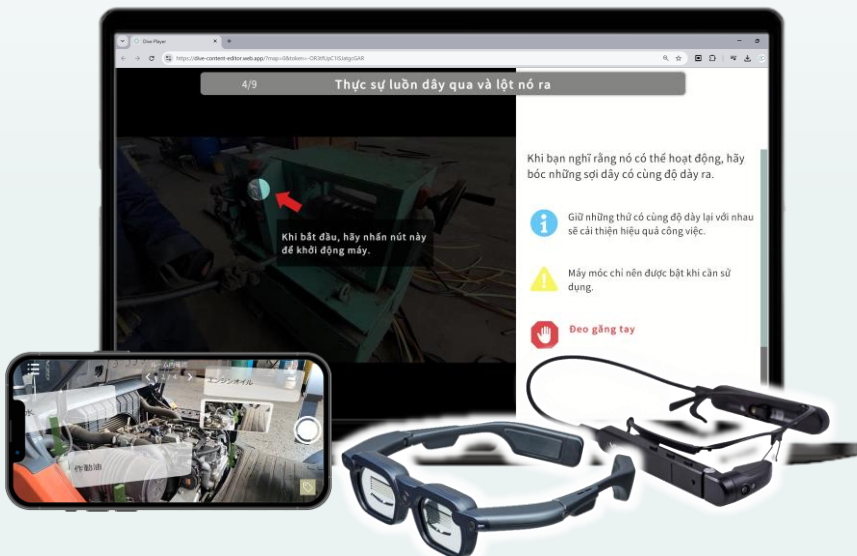 Dive Player
4/9
Thực sự luồn dây qua và lột nó ra
Khi bạn nghĩ rằng nó có thể hoạt động, hãy
bóc những sợi dây có cùng độ dày ra.
Khi bắt đầu, hãy nhấn nút này
để khởi động máy.
Giữ những thứ có cùng độ dày lại với nhau
sẽ cải thiện hiệu quả công việc.
Máy móc chỉ nên được bật khi cần sử
dụng.
Đeo găng tay
2 / 4
エンジンオイル
水
作動油